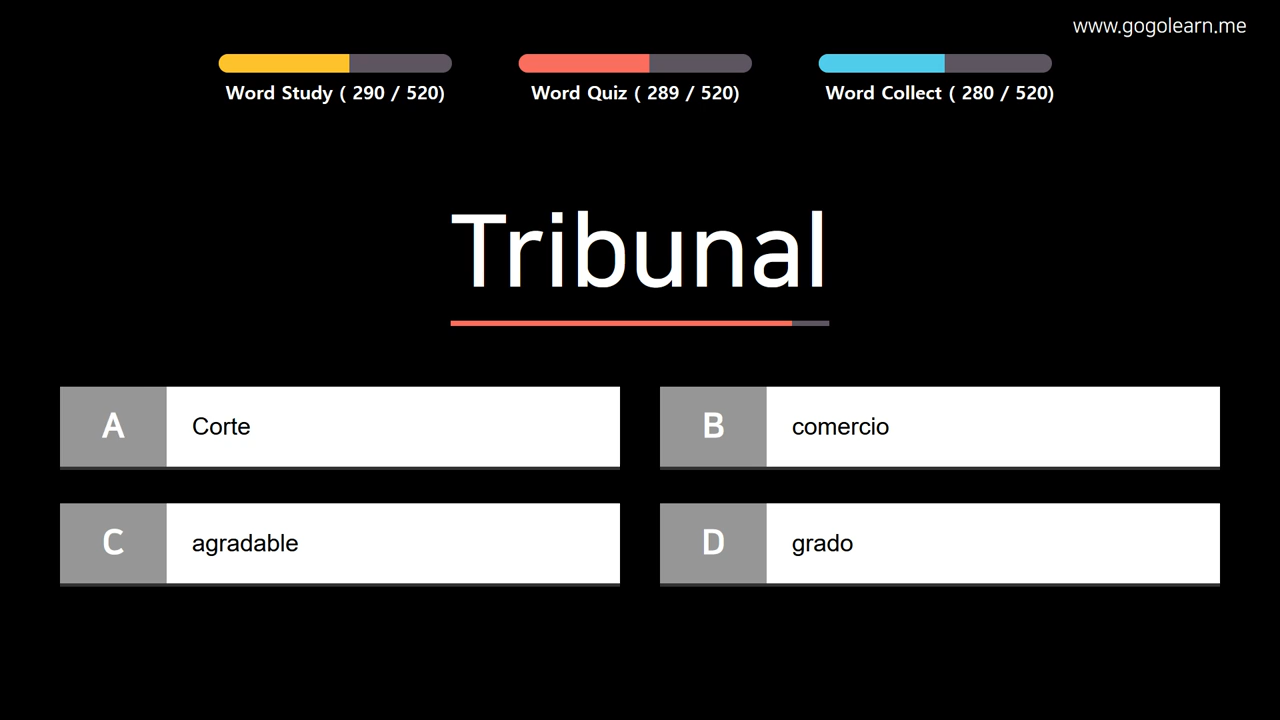 www.gogolearn.me
Word Study ( 290 / 520)
Word Quiz ( 289 / 520)
Word Collect ( 280 / 520)
Tribunal
A Corte
B comercio
C agradable
D grado